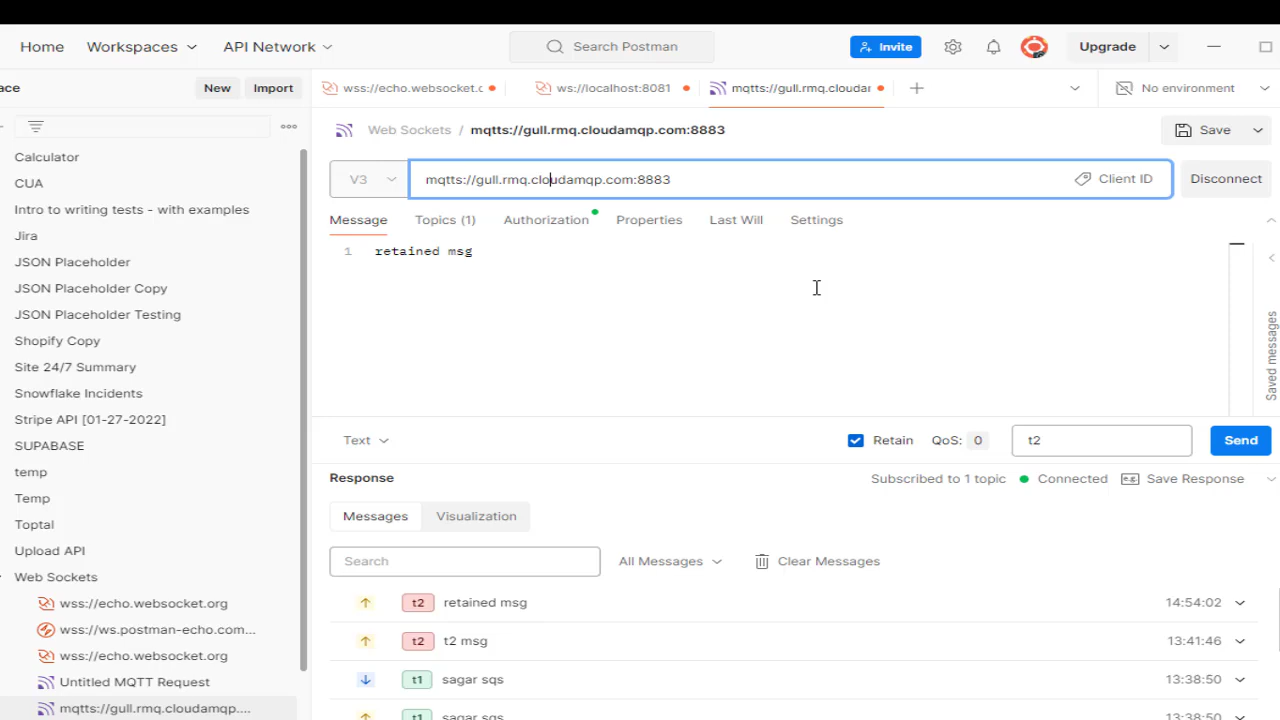 Home Workspaces API Network Search Postman Invite Upgrade
ace New Import wss://echo.websocket.c ws://localhost:8081 mqtts://gull.rmq.cloudar No environment
Web Sockets / mqtts://gull.rmq.cloudamqp.com:8883 Save
V3 mqtts://gull.rmq.cloudamqp.com:8883 Client ID Disconnect
Message Topics (1) Authorization Properties Last Will Settings
1 retained msg
Saved messages
Text Retain QoS: 0 t2 Send
Response Subscribed to 1 topic Connected Save Response
Messages Visualization
Search All Messages Clear Messages
t2 retained msg 14:54:02
t2 t2 msg 13:41:46
t1 sagar sqs 13:38:50
t1 sagar sqs 13:38:50
Calculator
CUA
Intro to writing tests - with examples
Jira
JSON Placeholder
JSON Placeholder Copy
JSON Placeholder Testing
Shopify Copy
Site 24/7 Summary
Snowflake Incidents
Stripe API [01-27-2022]
SUPABASE
temp
Temp
Toptal
Upload API
Web Sockets
wss://echo.websocket.org
wss://ws.postman-echo.com...
wss://echo.websocket.org
Untitled MQTT Request
mqtts://gull.rmq.cloudamqp....